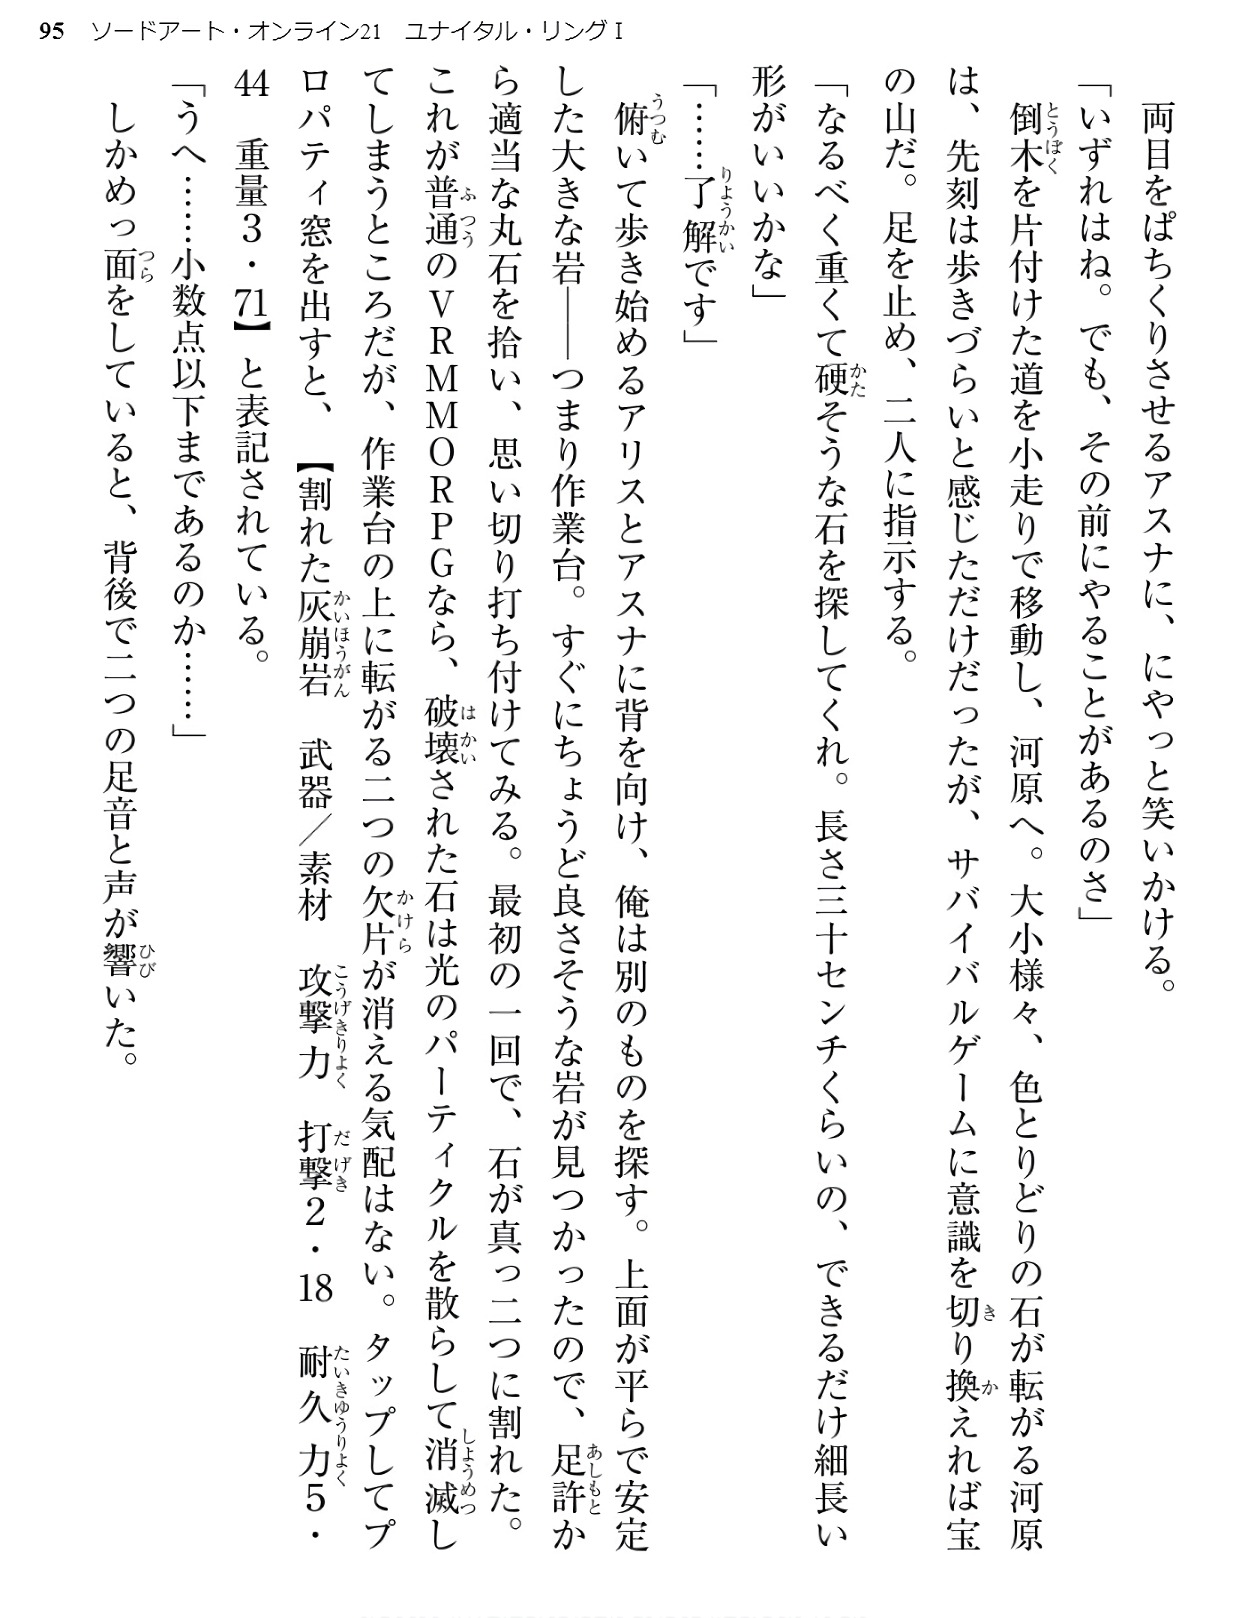 95　ソードアート・オンライン21　ユナイタル・リングⅠ
　両目をぱちくりさせるアスナに、にやっと笑いかける。
「いずれはね。でも、その前にやることがあるのさ」
　倒木を片付けた道を小走りで移動し、河原へ。大小様々、色とりどりの石が転がる河原
は、先刻は歩きづらいと感じただけだったが、サバイバルゲームに意識を切り換えれば宝
の山だ。足を止め、二人に指示する。
「なるべく重くて硬そうな石を探してくれ。長さ三十センチくらいの、できるだけ細長い
形がいいかな」
「……了解です」
　俯いて歩き始めるアリスとアスナに背を向け、俺は別のものを探す。上面が平らで安定
した大きな岩――つまり作業台。すぐにちょうど良さそうな岩が見つかったので、足許か
ら適当な丸石を拾い、思い切り打ち付けてみる。最初の一回で、石が真っ二つに割れた。
これが普通のＶＲＭＭＯＲＰＧなら、破壊された石は光のパーティクルを散らして消滅し
てしまうところだが、作業台の上に転がる二つの欠片が消える気配はない。タップしてプ
ロパティ窓を出すと、【割れた灰崩岩　武器／素材　攻撃力　打撃２・18　耐久力５・
44　重量３・71】と表記されている。
「うへ……小数点以下まであるのか……」
　しかめっ面をしていると、背後で二つの足音と声が響いた。